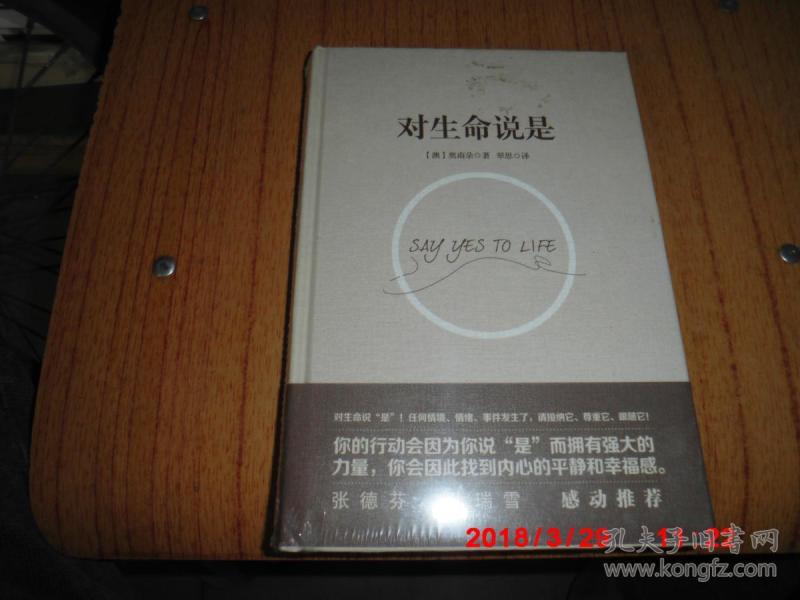 对生命说是
【澳】奥南朵◎著 翠思◎译
SAY YES TO LIFE
对生命说“是”！任何情境、情绪、事件发生了，请接纳它、尊重它、跟随它！
你的行动会因为你说“是”而拥有强大的
力量，你会因此找到内心的平静和幸福感。
张德芬 瑞雪 感动推荐
2018/3/29
孔夫子旧书网
www.kongfz.com